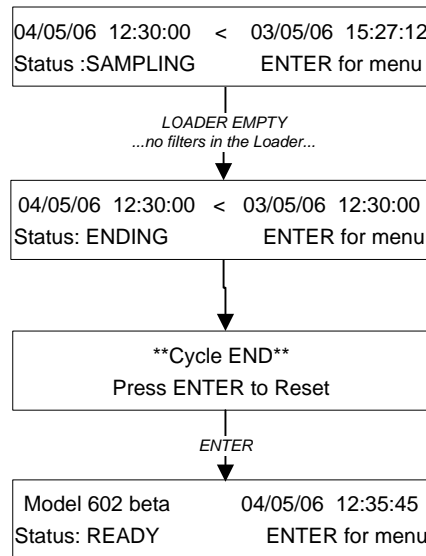 04/05/06 12:30:00 < 03/05/06 15:27:12
Status :SAMPLING ENTER for menu
LOADER EMPTY
...no filters in the Loader...
04/05/06 12:30:00 < 03/05/06 12:30:00
Status: ENDING ENTER for menu
**Cycle END**
Press ENTER to Reset
ENTER
Model 602 beta 04/05/06 12:35:45
Status: READY ENTER for menu